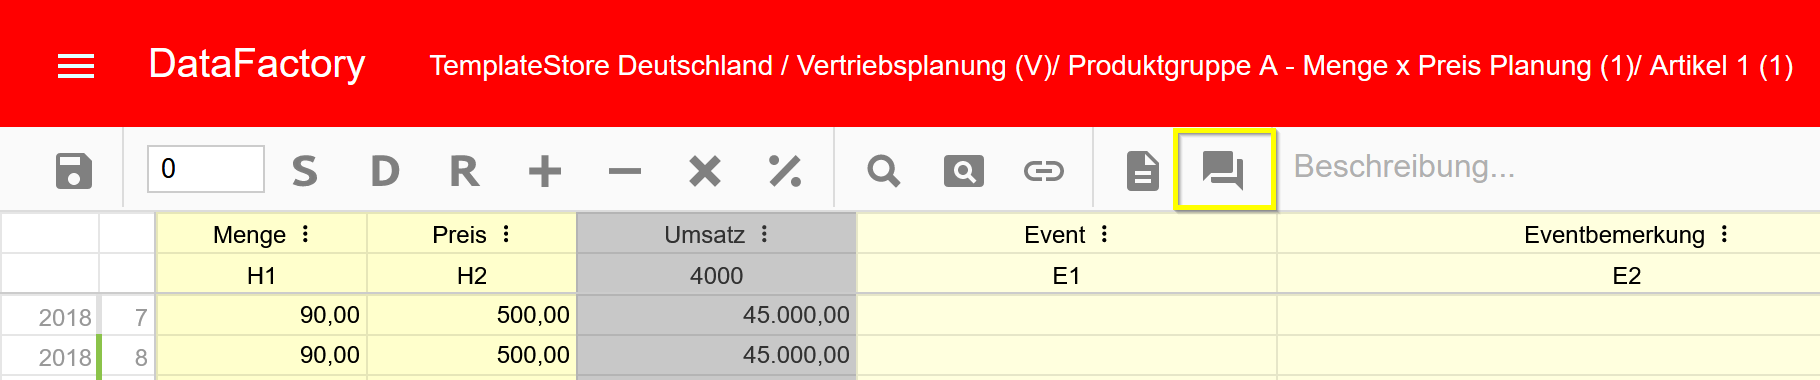 DataFactory TemplateStore Deutschland / Vertriebsplanung (V)/ Produktgruppe A - Menge x Preis Planung (1)/ Artikel 1 (1)
0 S D R + − × % Beschreibung...
Menge Preis Umsatz Event Eventbemerkung
H1 H2 4000 E1 E2
2018 7 90,00 500,00 45.000,00
2018 8 90,00 500,00 45.000,00